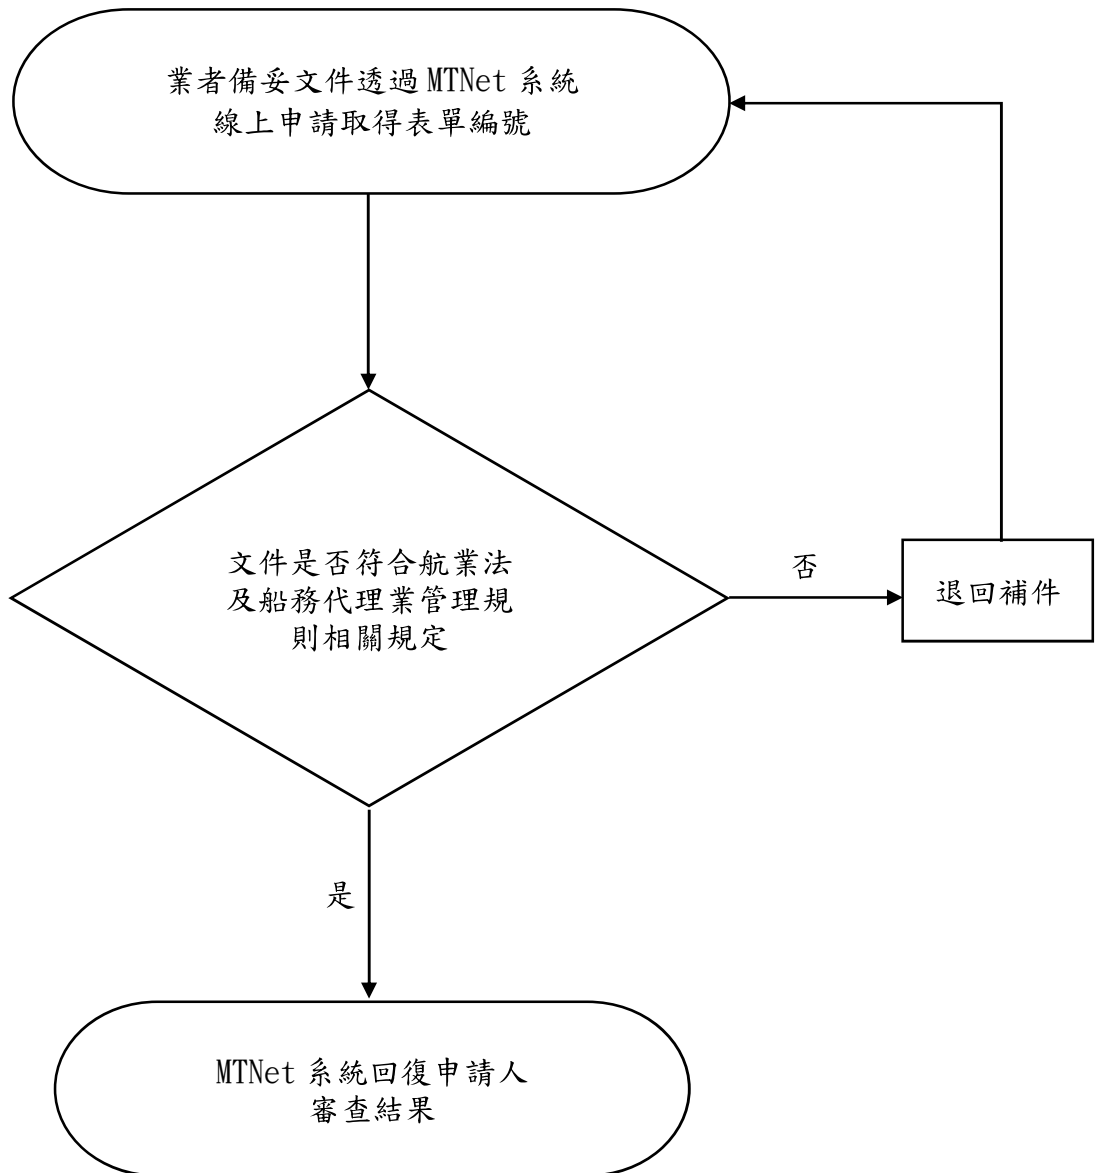 業者備妥文件透過 MTNet 系統
線上申請取得表單編號
文件是否符合航業法
及船務代理業管理規
則相關規定
否
退回補件
是
MTNet 系統回復申請人
審查結果